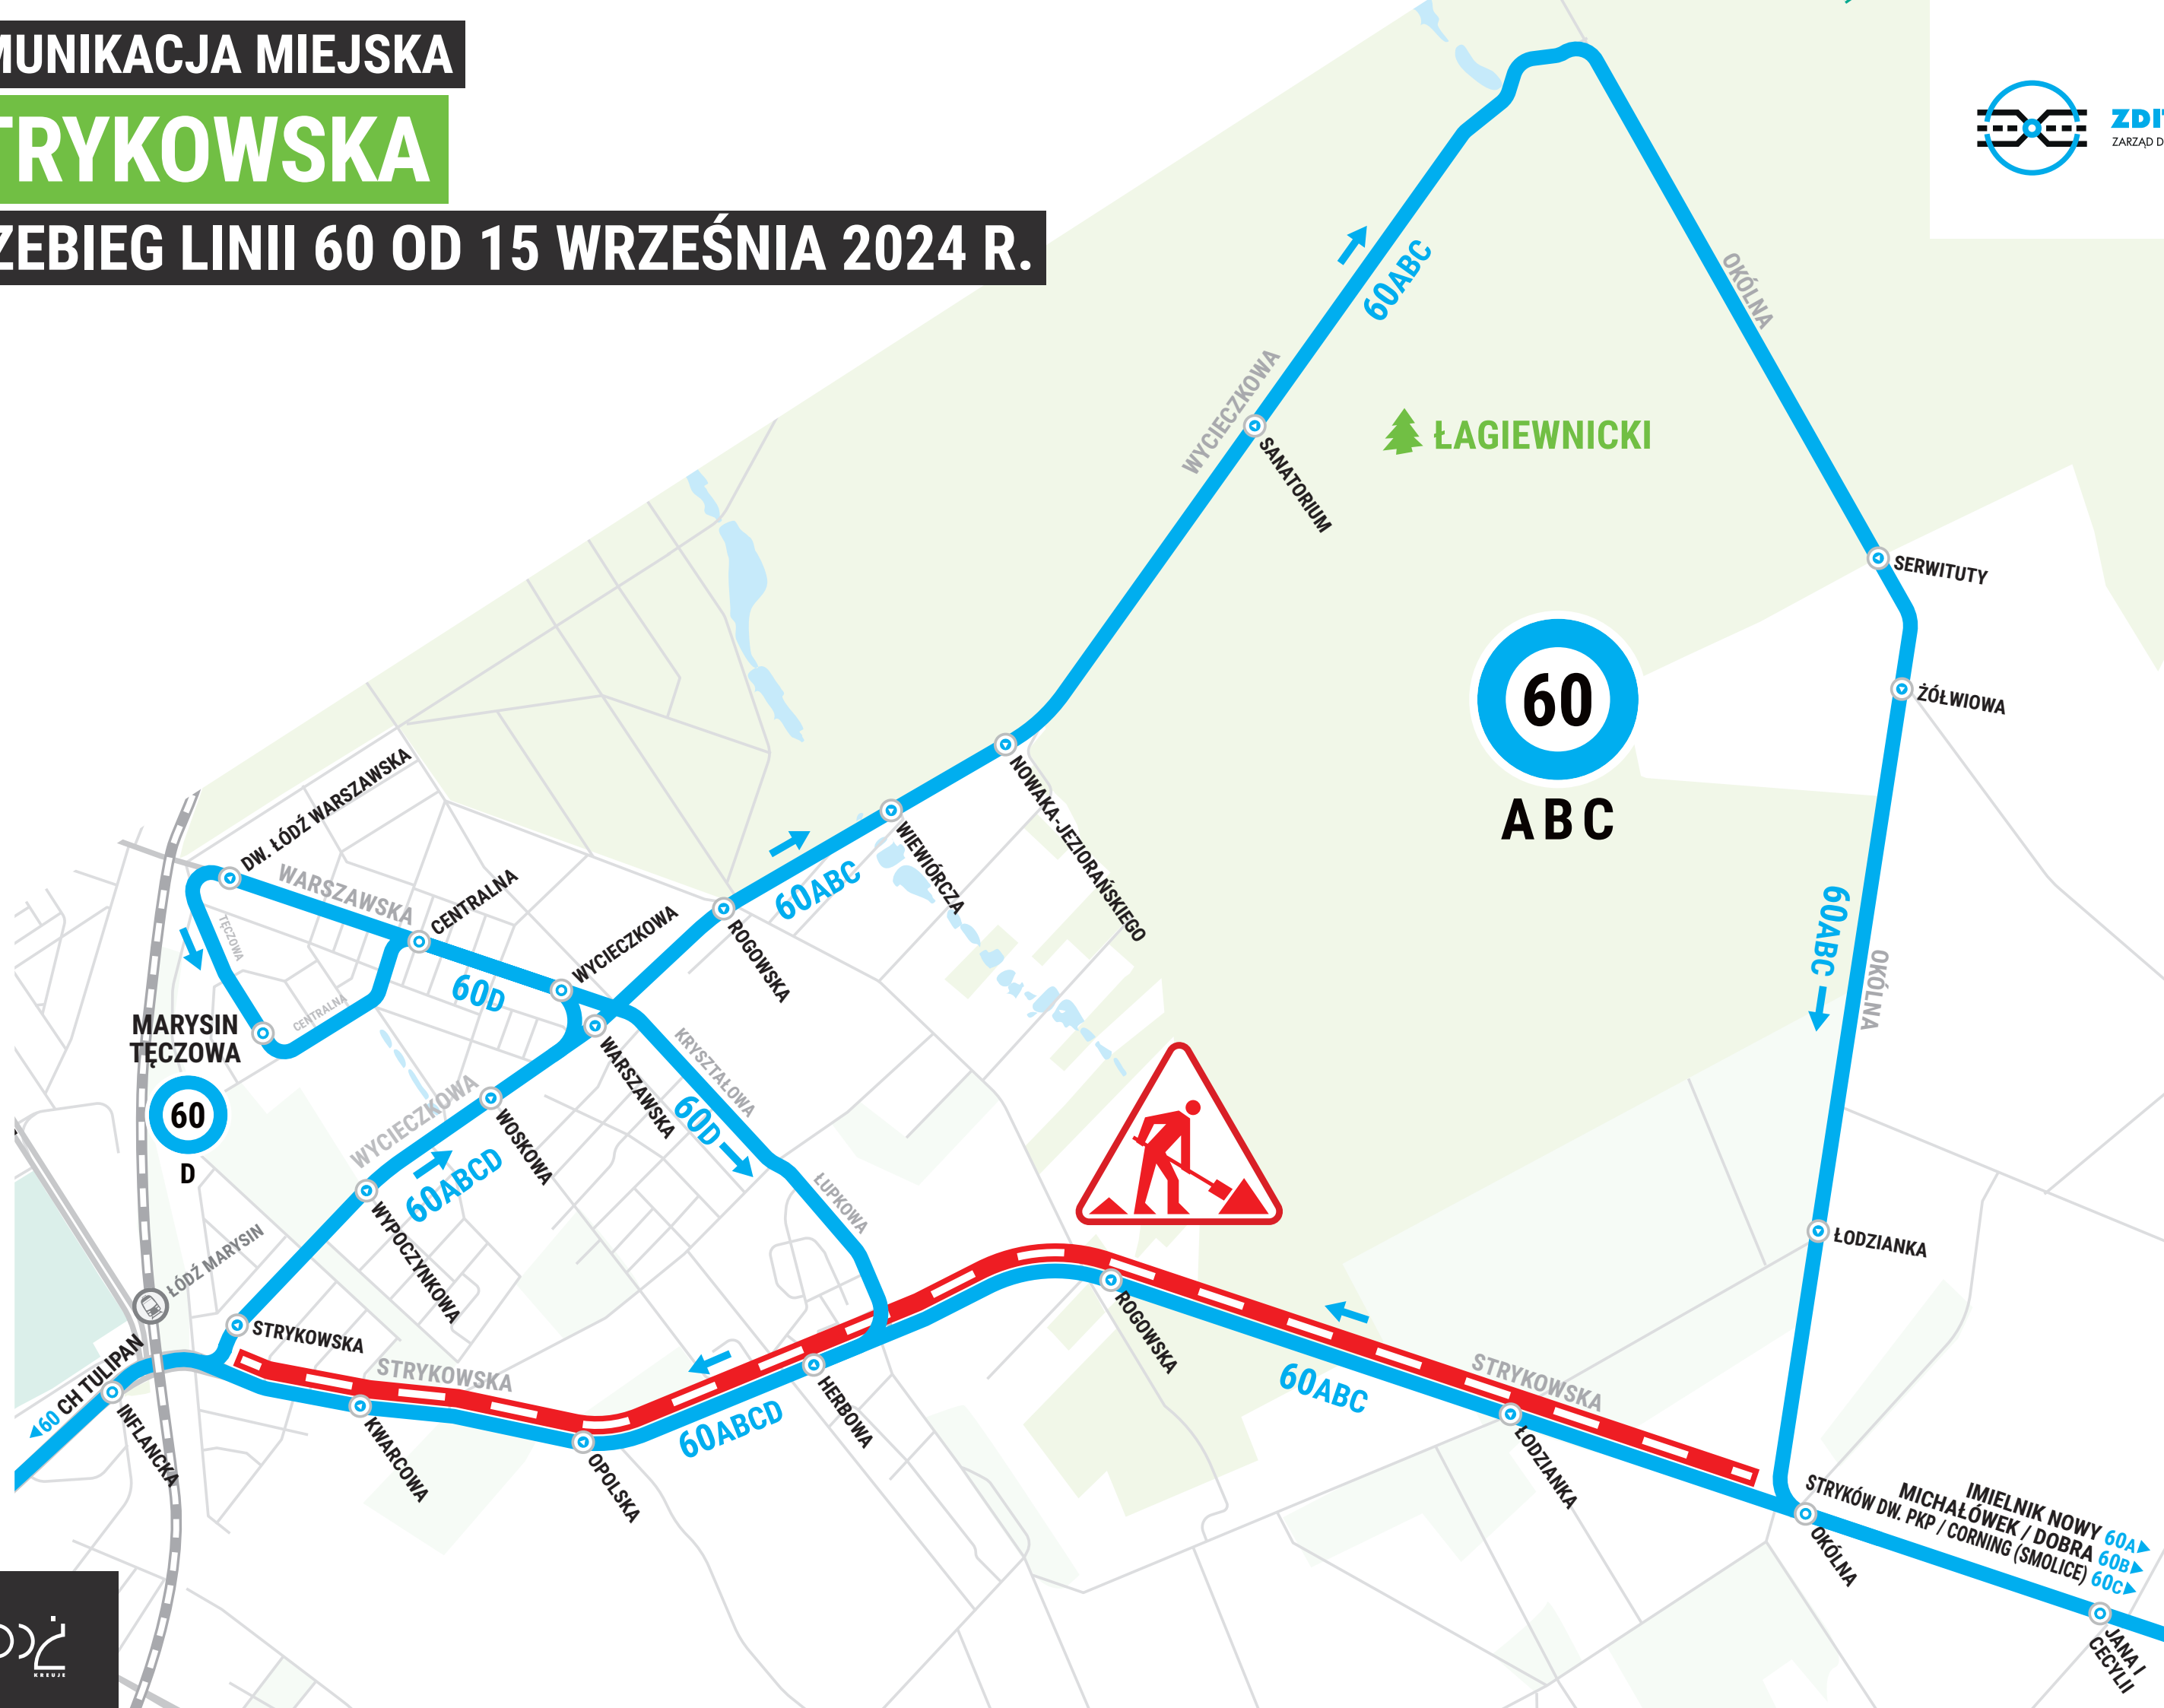 MUNIKACJA MIEJSKA
TRYKOWSKA
ZEBIEG LINII 60 OD 15 WRZEŚNIA 2024 R.
ZDIT
ZARZĄD D
OKÓLNA
60ABC
WYCIECZKOWA
SANATORIUM
ŁAGIEWNICKI
SERWITUTY
ŻÓŁWIOWA
60
ABC
NOWAKA-JEZIORAŃSKIEGO
WIEWIÓRCZA
60ABC
ROGOWSKA
DW. ŁÓDŹ WARSZAWSKA
WARSZAWSKA
CENTRALNA
TĘCZOWA
WYCIECZKOWA
60D
CENTRALNA
MARYSIN
TĘCZOWA
60
D
60ABC
OKÓLNA
WARSZAWSKA
KRYSZTAŁOWA
60D
WYCIECZKOWA
WOSKOWA
60ABCD
WYPOCZYNKOWA
ŁUPKOWA
ŁÓDŹ MARYSIN
STRYKOWSKA
ŁODZIANKA
60 CH TULIPAN
INFLANCKA
STRYKOWSKA
KWARCOWA
OPOLSKA
60ABCD
HERBOWA
ROGOWSKA
60ABC
STRYKOWSKA
ŁODZIANKA
IMIELNIK NOWY 60A
MICHAŁÓWEK / DOBRA 60B
STRYKÓW DW. PKP / CORNING (SMOLICE) 60C
OKÓLNA
JANA I
CECYLII
KREUJE